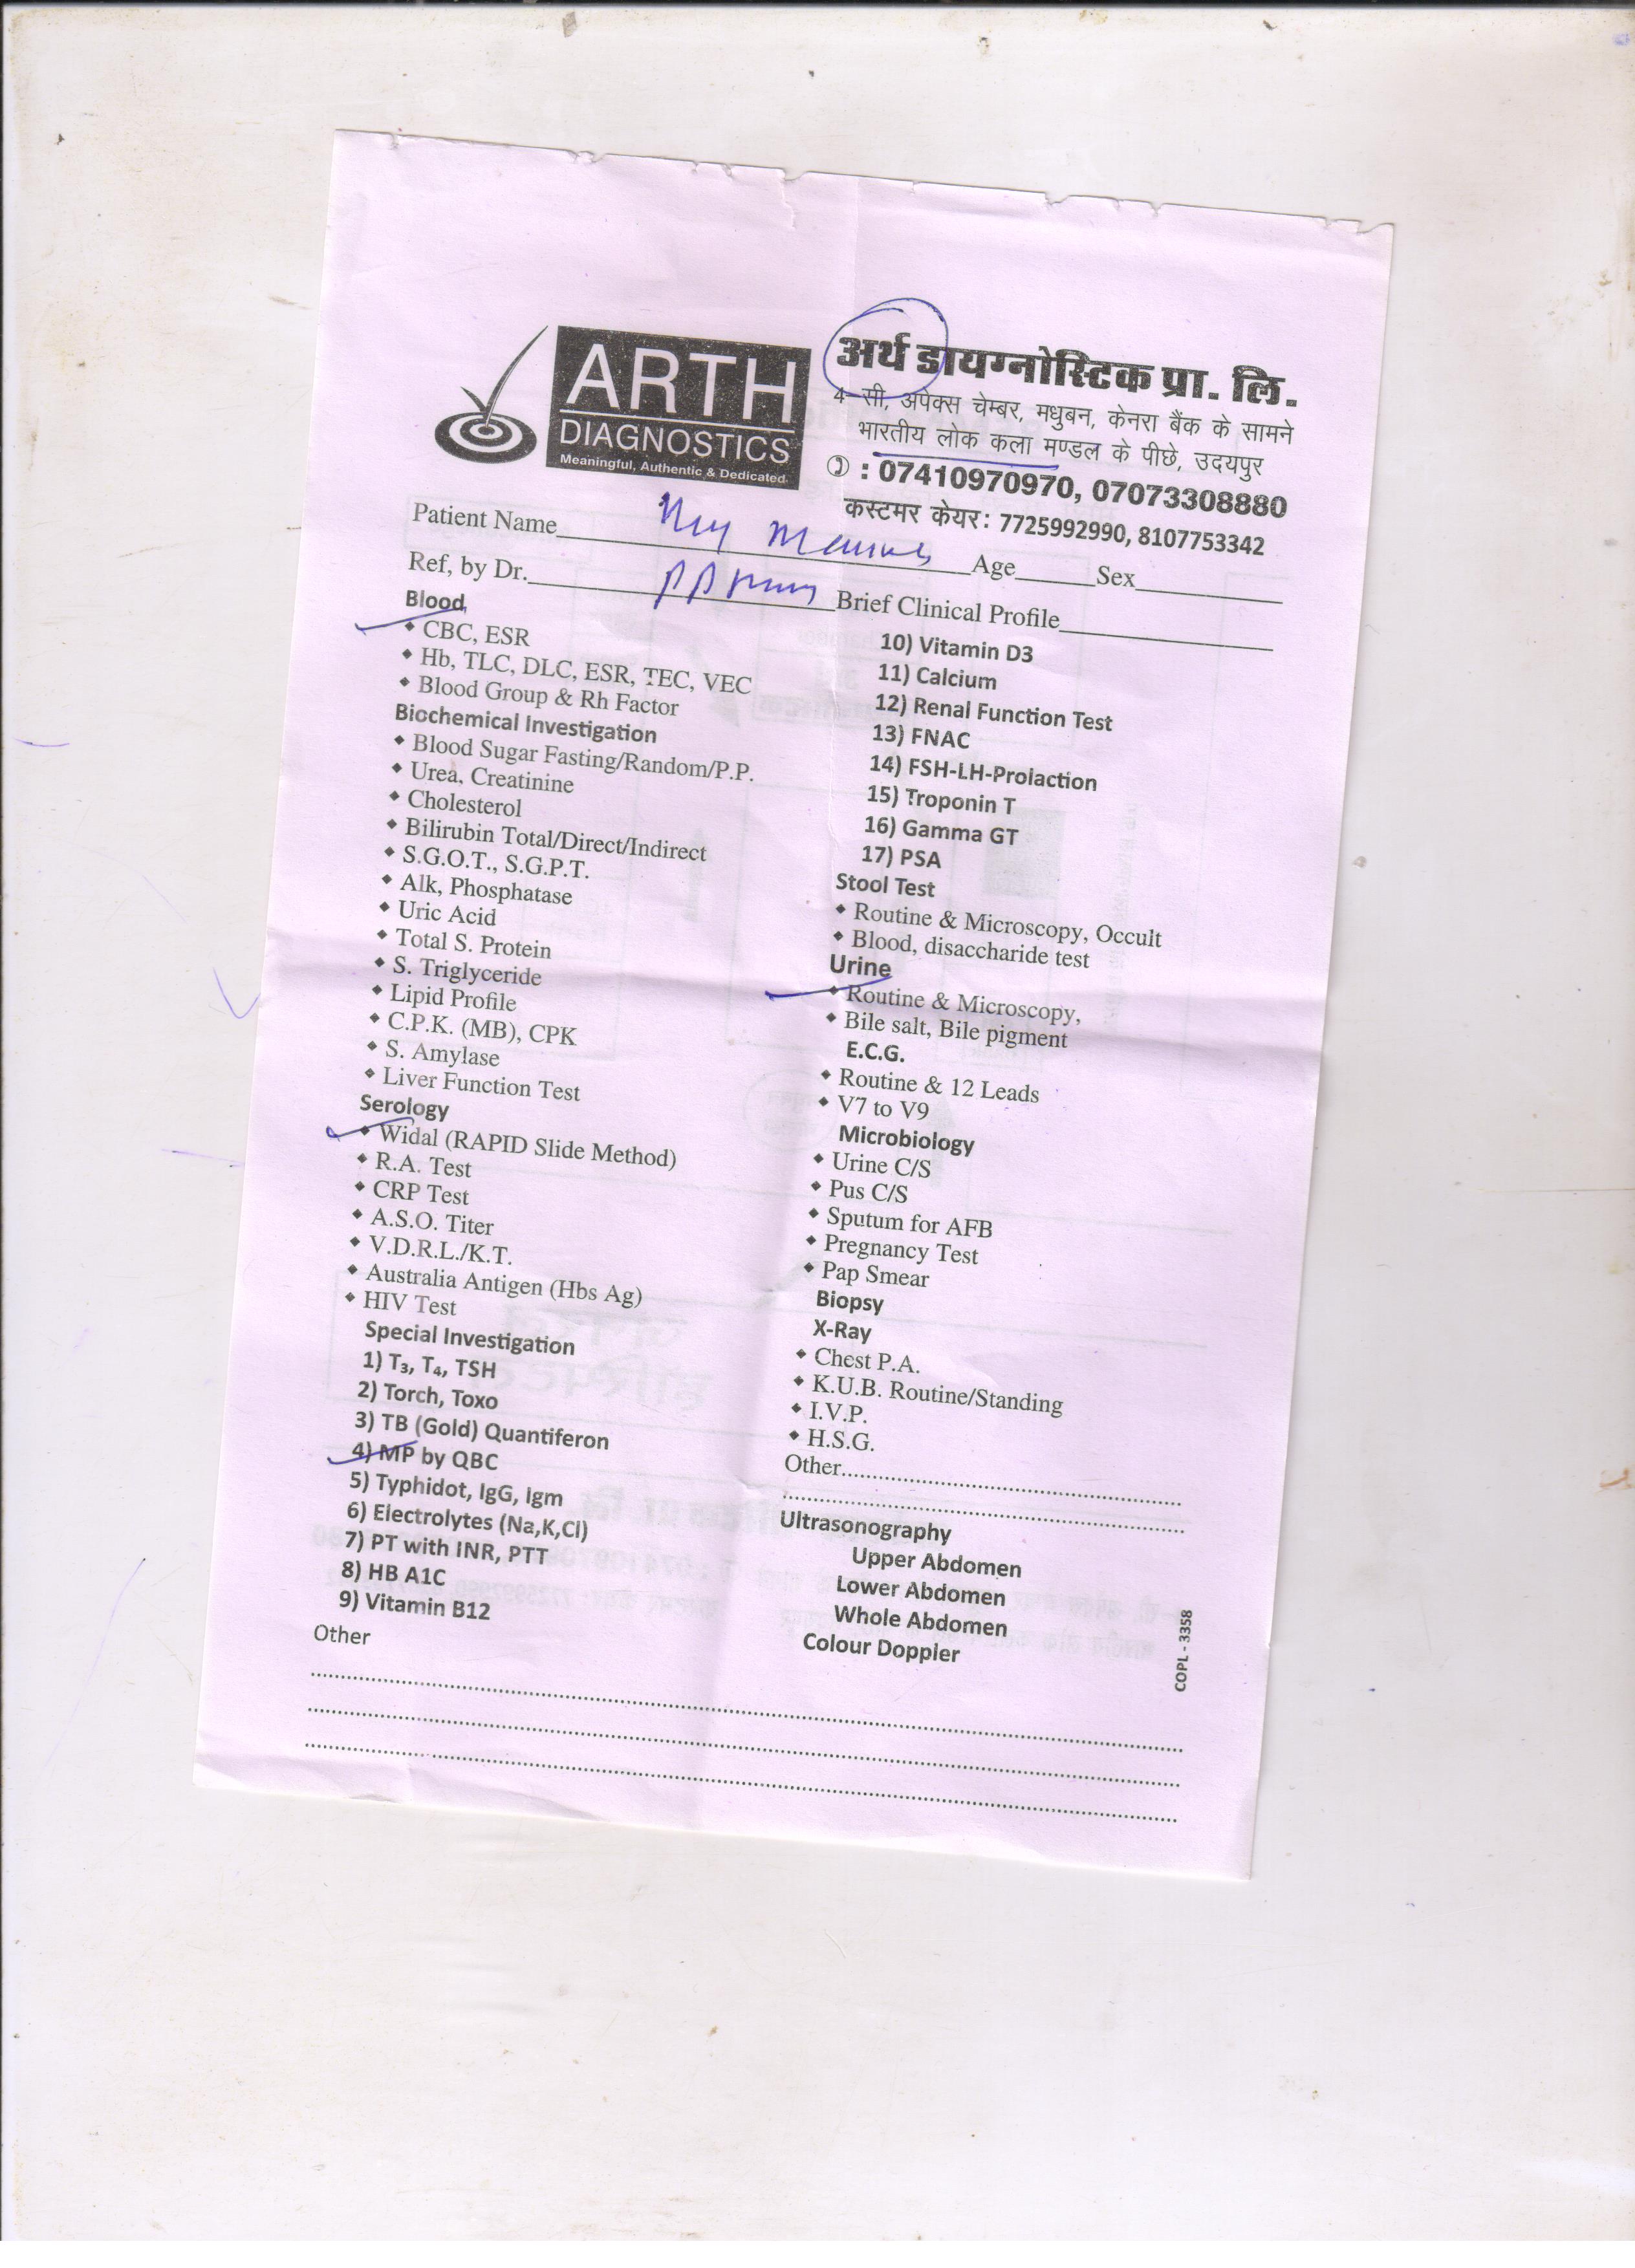 ARTH
DIAGNOSTICS
Meaningful, Authentic & Dedicated.
अर्थ डायग्नोस्टिक प्रा. लि.
4-सी, अपेक्स चेम्बर, मधुबन, केनरा बैंक के सामने
भारतीय लोक कला मण्डल के पीछे, उदयपुर
: 07410970970, 07073308880
कस्टमर केयर: 7725992990, 8107753342
Patient Name Age Sex
Ref, by Dr. Brief Clinical Profile
Blood
• CBC, ESR
• Hb, TLC, DLC, ESR, TEC, VEC
• Blood Group & Rh Factor
Biochemical Investigation
• Blood Sugar Fasting/Random/P.P.
• Urea, Creatinine
• Cholesterol
• Bilirubin Total/Direct/Indirect
• S.G.O.T., S.G.P.T.
• Alk, Phosphatase
• Uric Acid
• Total S. Protein
• S. Triglyceride
• Lipid Profile
• C.P.K. (MB), CPK
• S. Amylase
• Liver Function Test
Serology
• Widal (RAPID Slide Method)
• R.A. Test
• CRP Test
• A.S.O. Titer
• V.D.R.L./K.T.
• Australia Antigen (Hbs Ag)
• HIV Test
Special Investigation
1) T₃, T₄, TSH
2) Torch, Toxo
3) TB (Gold) Quantiferon
4) MP by QBC
5) Typhidot, IgG, Igm
6) Electrolytes (Na,K,Cl)
7) PT with INR, PTT
8) HB A1C
9) Vitamin B12
Other
10) Vitamin D3
11) Calcium
12) Renal Function Test
13) FNAC
14) FSH-LH-Prolaction
15) Troponin T
16) Gamma GT
17) PSA
Stool Test
• Routine & Microscopy, Occult
• Blood, disaccharide test
Urine
• Routine & Microscopy,
• Bile salt, Bile pigment
E.C.G.
• Routine & 12 Leads
• V7 to V9
Microbiology
• Urine C/S
• Pus C/S
• Sputum for AFB
• Pregnancy Test
• Pap Smear
Biopsy
X-Ray
• Chest P.A.
• K.U.B. Routine/Standing
• I.V.P.
• H.S.G.
Other
Ultrasonography
Upper Abdomen
Lower Abdomen
Whole Abdomen
Colour Doppler
COPL - 3358